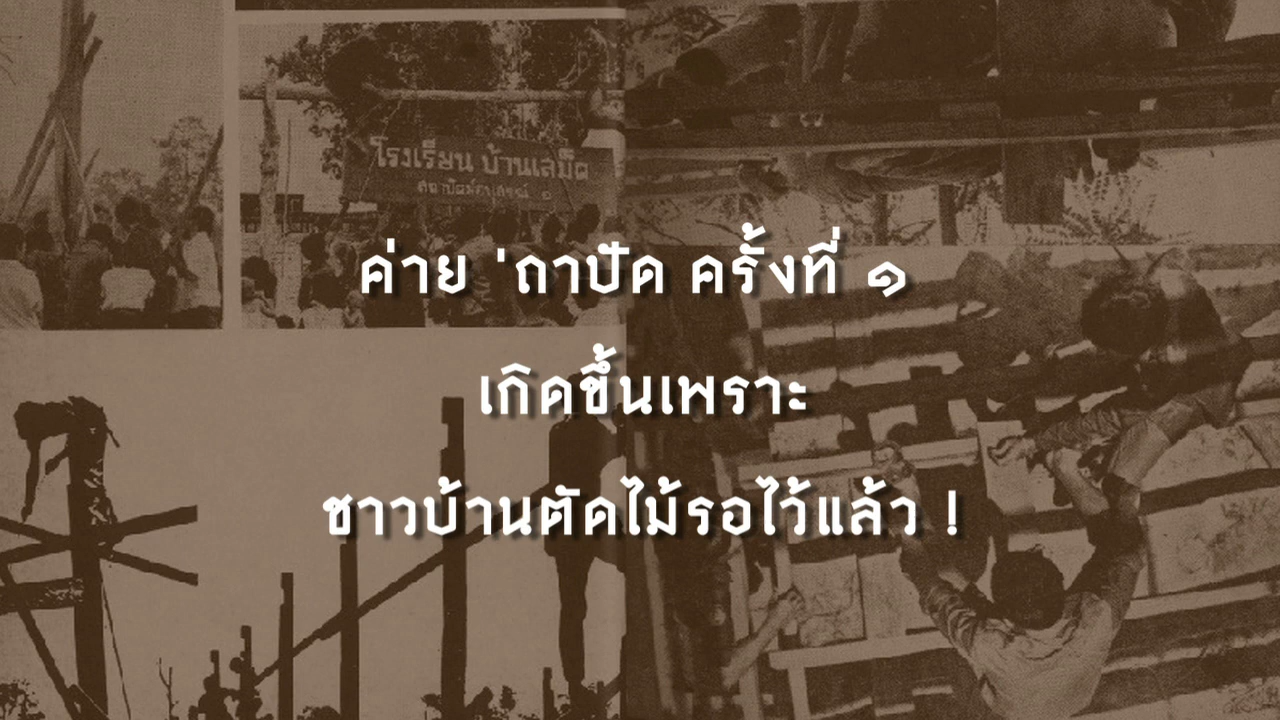 โรงเรียน บ้านเสม็ด
ค่าย 'ถาปัด ครั้งที่ ๑
เกิดขึ้นเพราะ
ชาวบ้านตัดไม้รอไว้แล้ว !